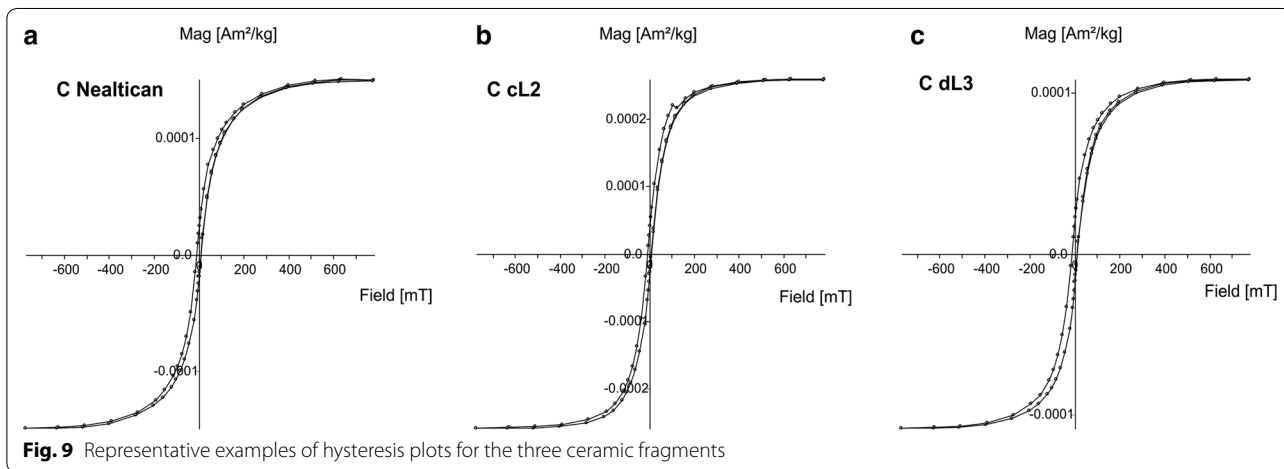 a
Mag [Am²/kg]
C Nealtican
0.0001
0.0
-600 -400 -200 0 200 400 600
Field [mT]
-0.0001
b
Mag [Am²/kg]
C cL2
0.0002
0.0001
0.0
-600 -400 -200 0 200 400 600
Field [mT]
-0.0001
-0.0002
c
Mag [Am²/kg]
C dL3
0.0001
0.0
-600 -400 -200 0 200 400 600
Field [mT]
-0.0001
Fig. 9 Representative examples of hysteresis plots for the three ceramic fragments